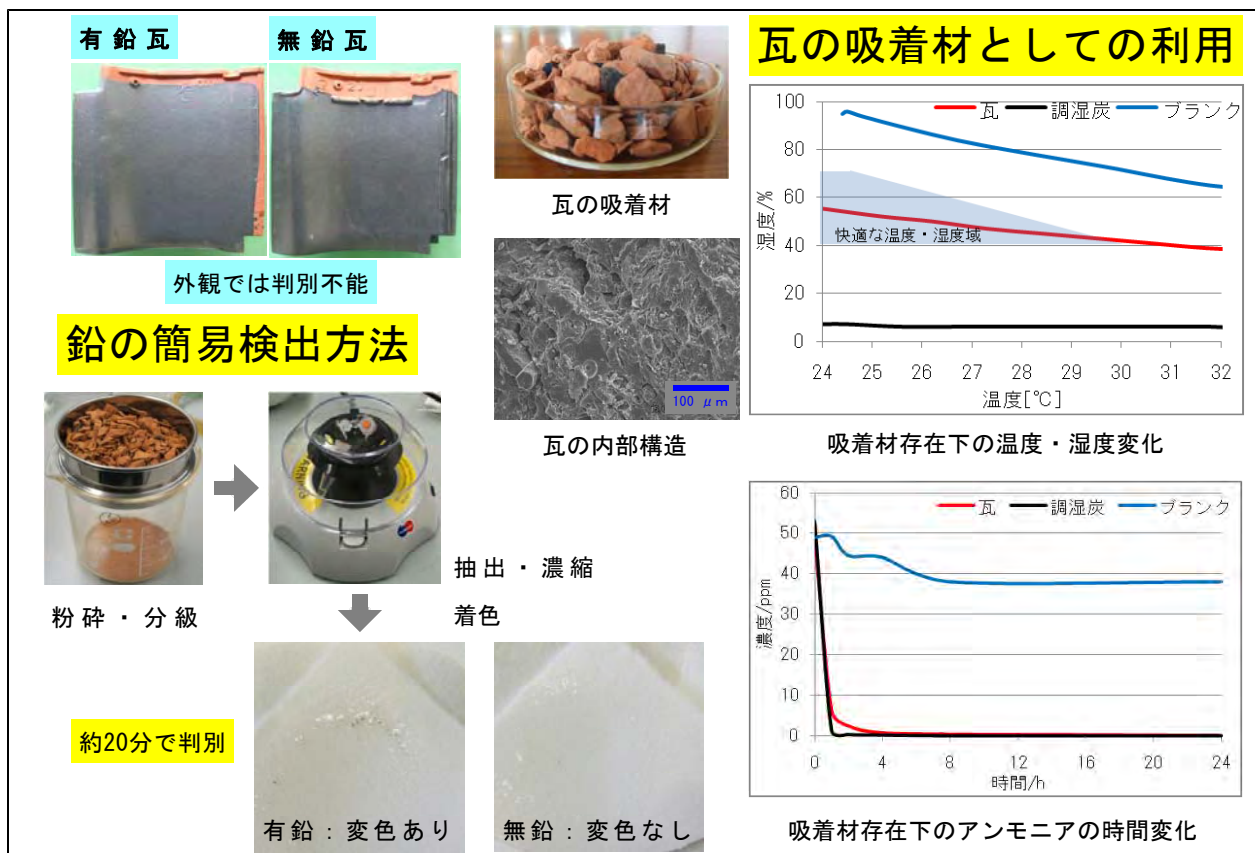 有鉛瓦
無鉛瓦
外観では判別不能
鉛の簡易検出方法
粉砕・分級
抽出・濃縮
着色
約20分で判別
有鉛：変色あり
無鉛：変色なし
瓦の吸着材
100 μm
瓦の内部構造
瓦の吸着材としての利用
瓦 調湿炭 ブランク
湿度/%
100
80
60
40
20
0
快適な温度・湿度域
24 25 26 27 28 29 30 31 32
温度[℃]
吸着材存在下の温度・湿度変化
瓦 調湿炭 ブランク
濃度/ppm
60
50
40
30
20
10
0
0 4 8 12 16 20 24
時間/h
吸着材存在下のアンモニアの時間変化